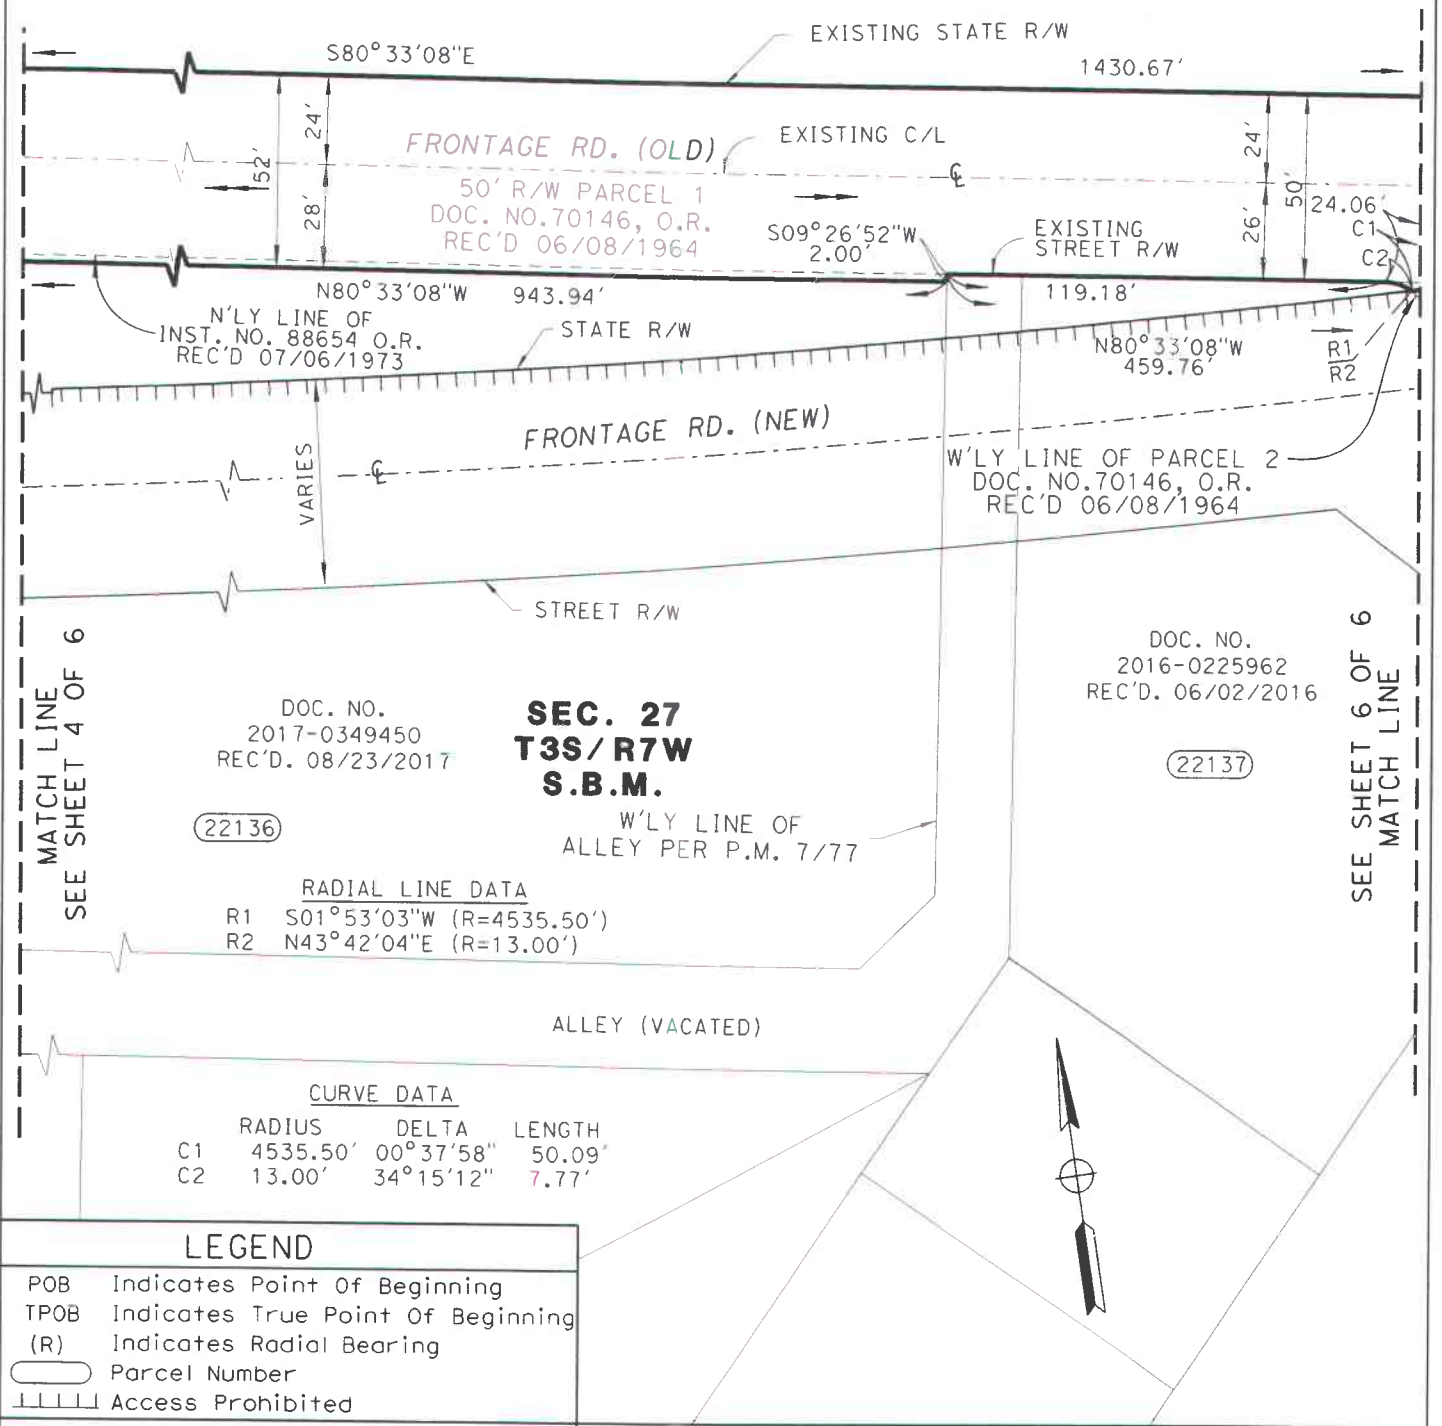 EXISTING STATE R/W
S80°33'08"E
1430.67'
24'
52'
28'
FRONTAGE RD. (OLD)
EXISTING C/L
50' R/W PARCEL 1
DOC. NO.70146, O.R.
REC'D 06/08/1964
S09°26'52"W
2.00'
EXISTING
STREET R/W
24'
50'
26'
24.06'
C1
C2
N80°33'08"W 943.94'
119.18'
N'LY LINE OF
INST. NO. 88654 O.R.
REC'D 07/06/1973
STATE R/W
N80°33'08"W
459.76'
R1
R2
FRONTAGE RD. (NEW)
VARIES
W'LY LINE OF PARCEL 2
DOC. NO.70146, O.R.
REC'D 06/08/1964
STREET R/W
MATCH LINE
SEE SHEET 4 OF 6
DOC. NO.
2017-0349450
REC'D. 08/23/2017
22136
SEC. 27
T3S/R7W
S.B.M.
W'LY LINE OF
ALLEY PER P.M. 7/77
DOC. NO.
2016-0225962
REC'D. 06/02/2016
22137
SEE SHEET 6 OF 6
MATCH LINE
RADIAL LINE DATA
R1 S01°53'03"W (R=4535.50')
R2 N43°42'04"E (R=13.00')
ALLEY (VACATED)
CURVE DATA
RADIUS DELTA LENGTH
C1 4535.50' 00°37'58" 50.09'
C2 13.00' 34°15'12" 7.77'
LEGEND
POB Indicates Point Of Beginning
TPOB Indicates True Point Of Beginning
(R) Indicates Radial Bearing
Parcel Number
Access Prohibited